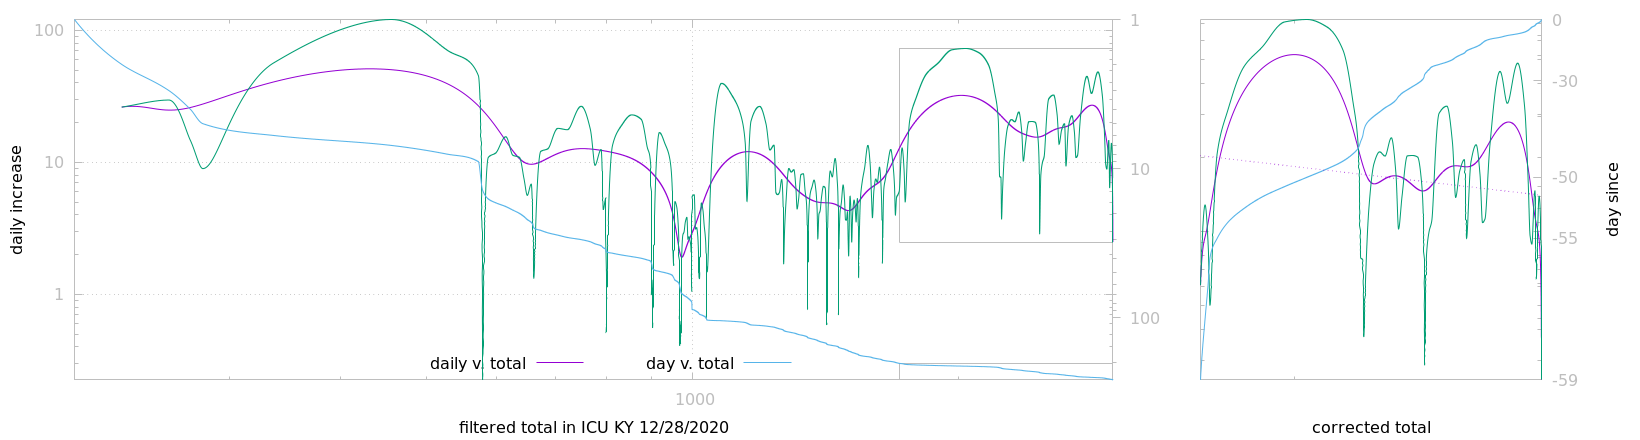 100
10
1
daily increase
1
10
100
0
-30
-50
-55
-59
day since
daily v. total
day v. total
1000
filtered total in ICU KY 12/28/2020
corrected total